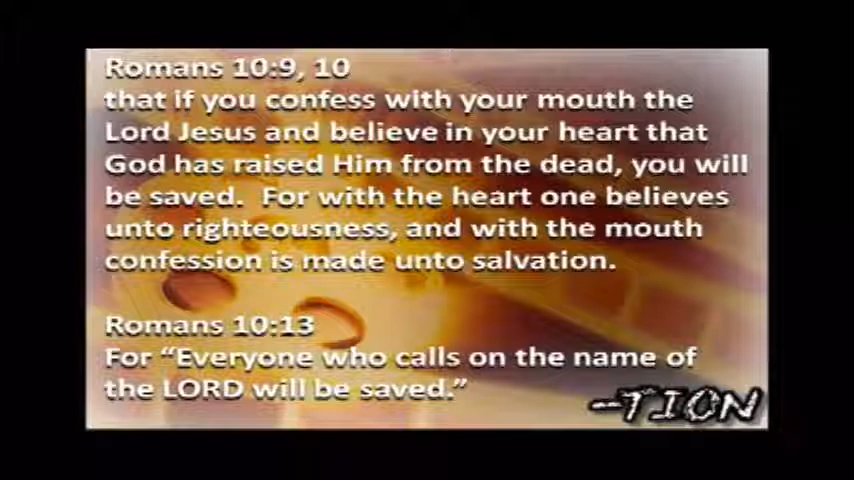 Romans 10:9, 10
that if you confess with your mouth the
Lord Jesus and believe in your heart that
God has raised Him from the dead, you will
be saved.  For with the heart one believes
unto righteousness, and with the mouth
confession is made unto salvation.
Romans 10:13
For “Everyone who calls on the name of
the LORD will be saved.”
-TION